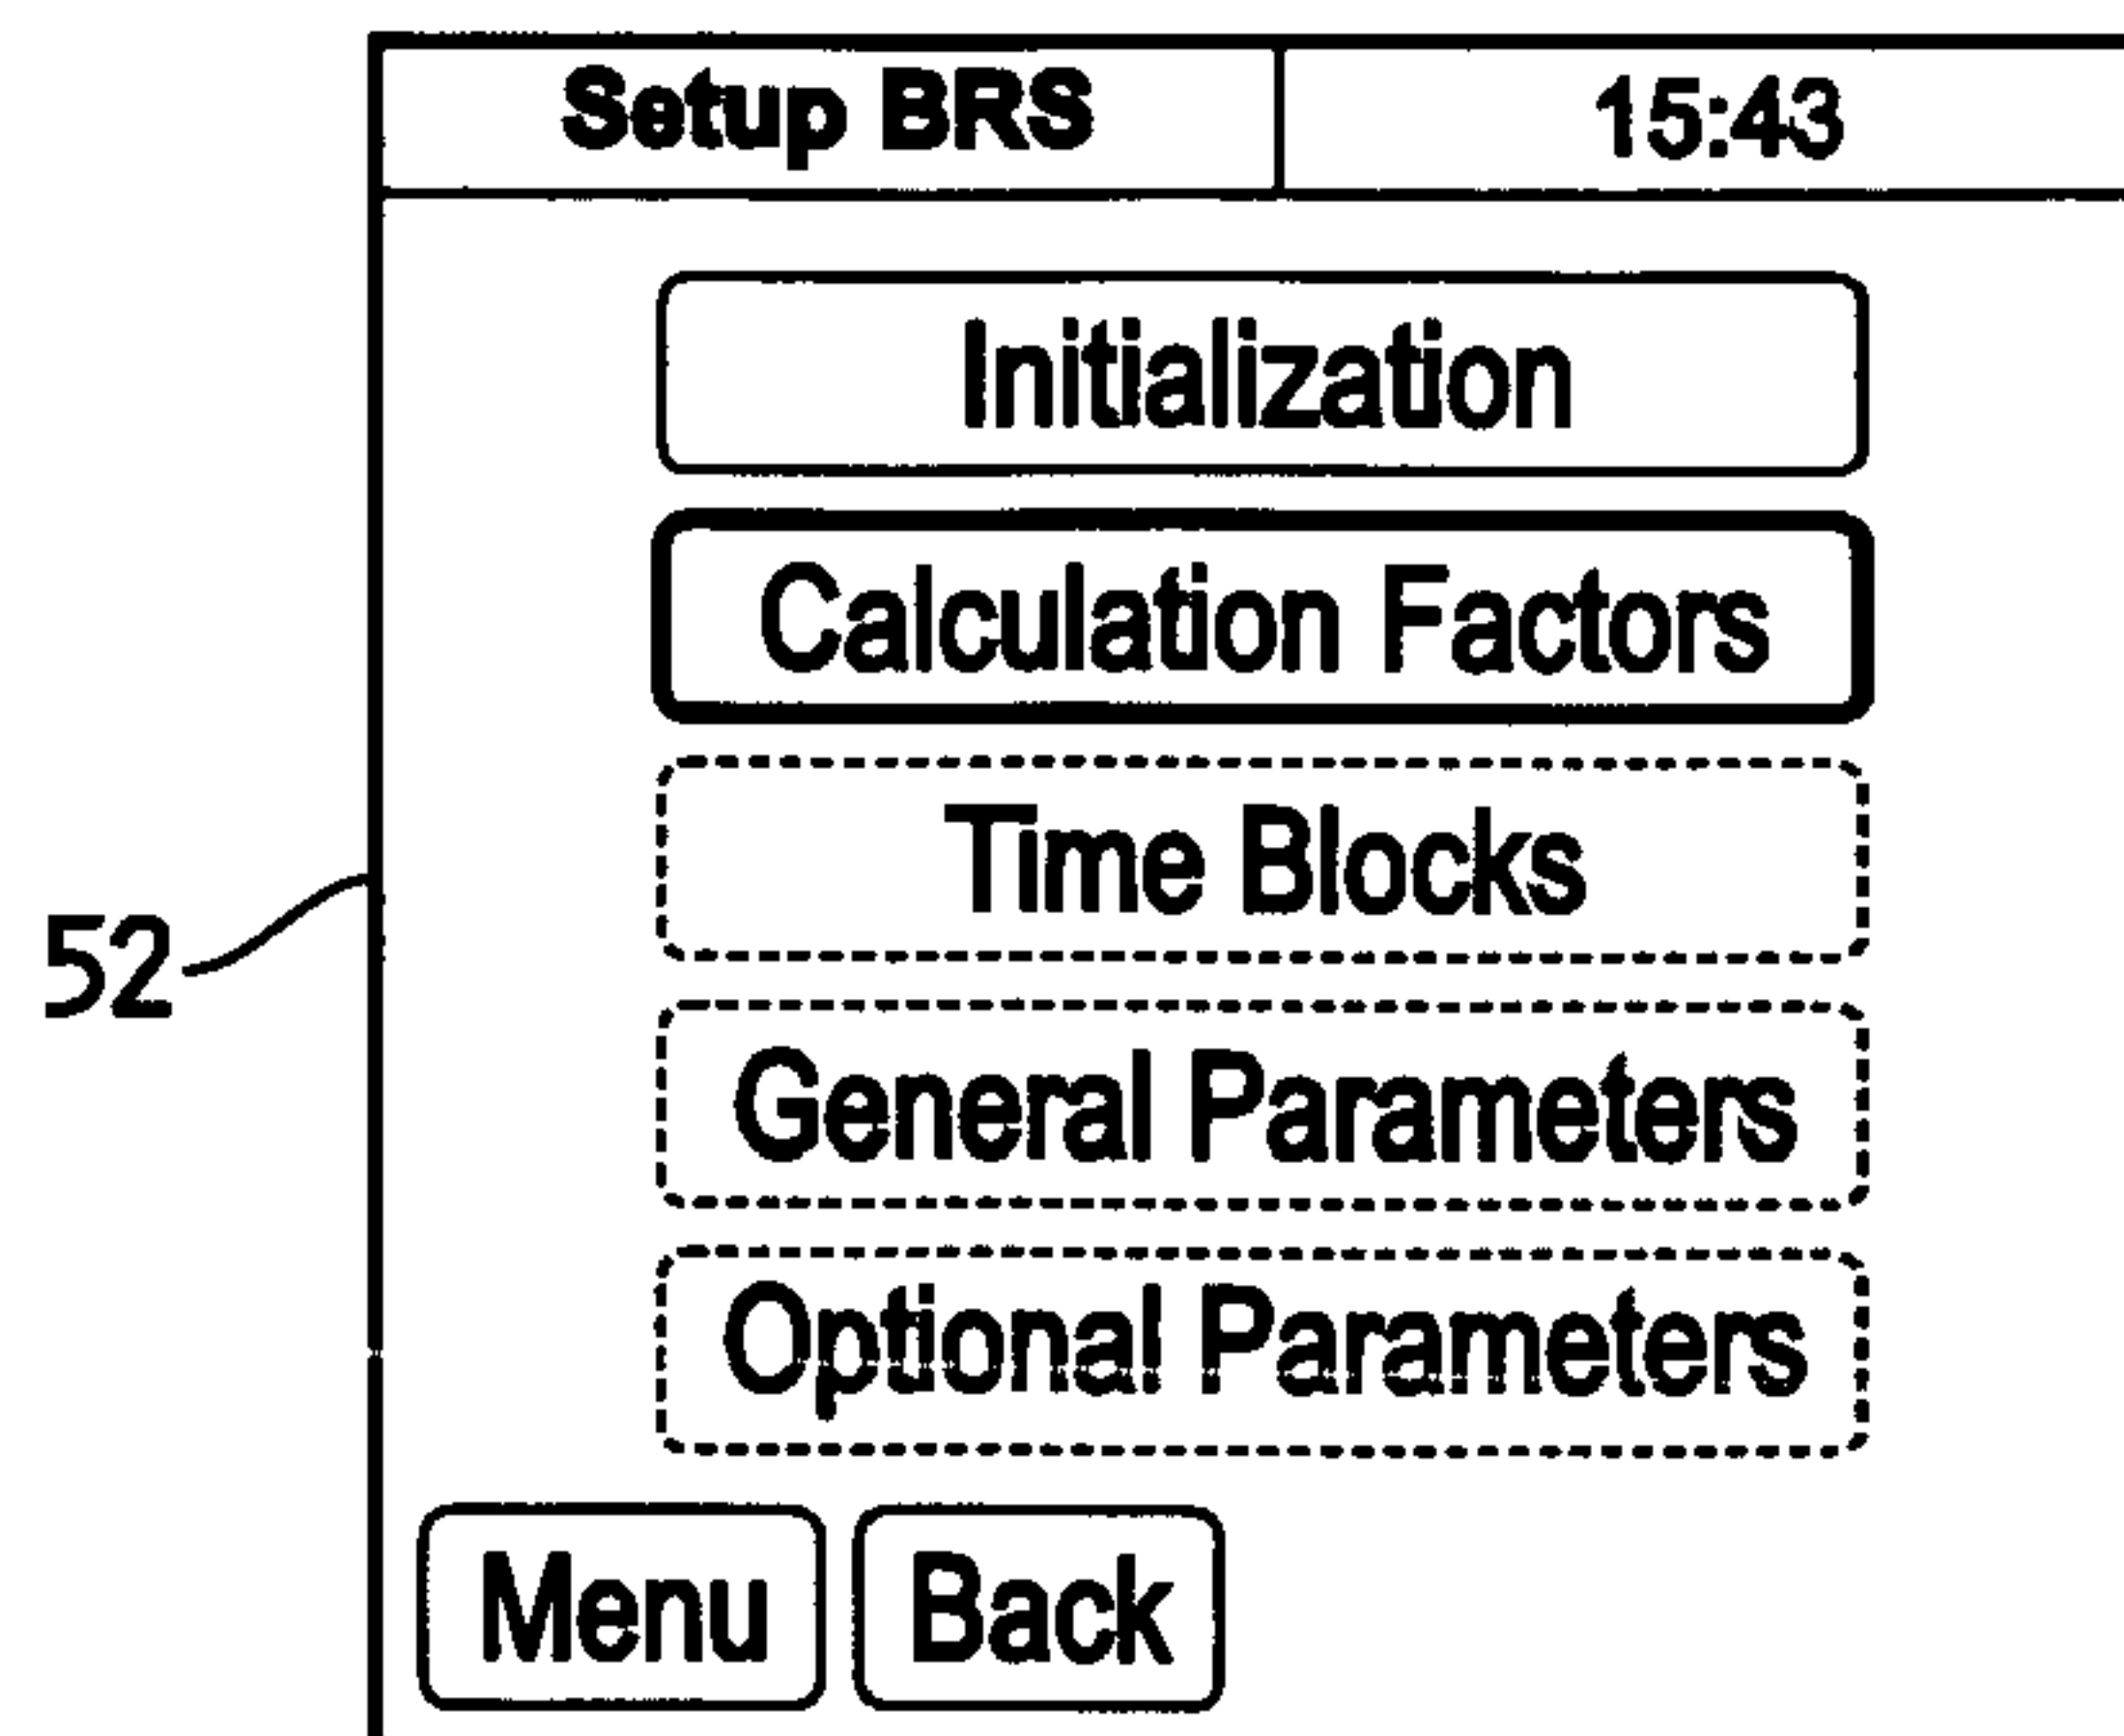 Setup BRS 15:43
Initialization
Calculation Factors
Time Blocks
52
General Parameters
Optional Parameters
Menu Back